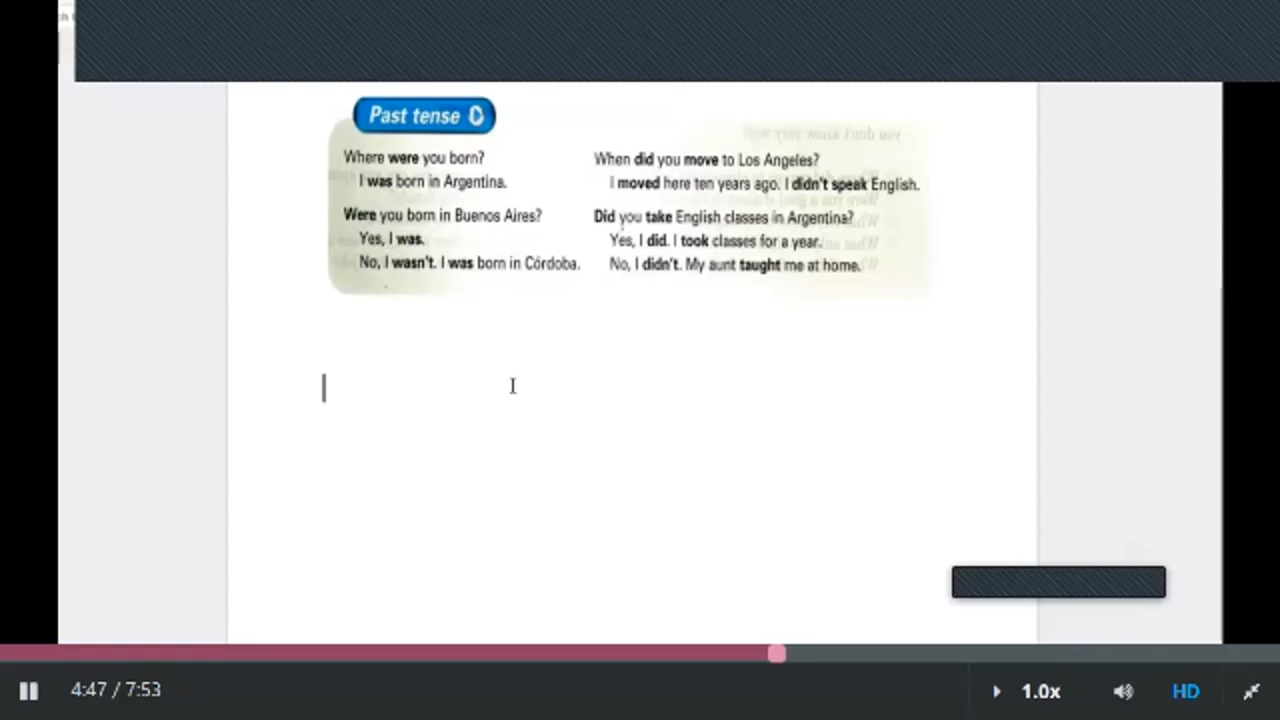 Past tense
Where were you born?
I was born in Argentina.
Were you born in Buenos Aires?
Yes, I was.
No, I wasn't. I was born in Córdoba.
When did you move to Los Angeles?
I moved here ten years ago. I didn't speak English.
Did you take English classes in Argentina?
Yes, I did. I took classes for a year.
No, I didn't. My aunt taught me at home.
4:47 / 7:53
1.0x
HD